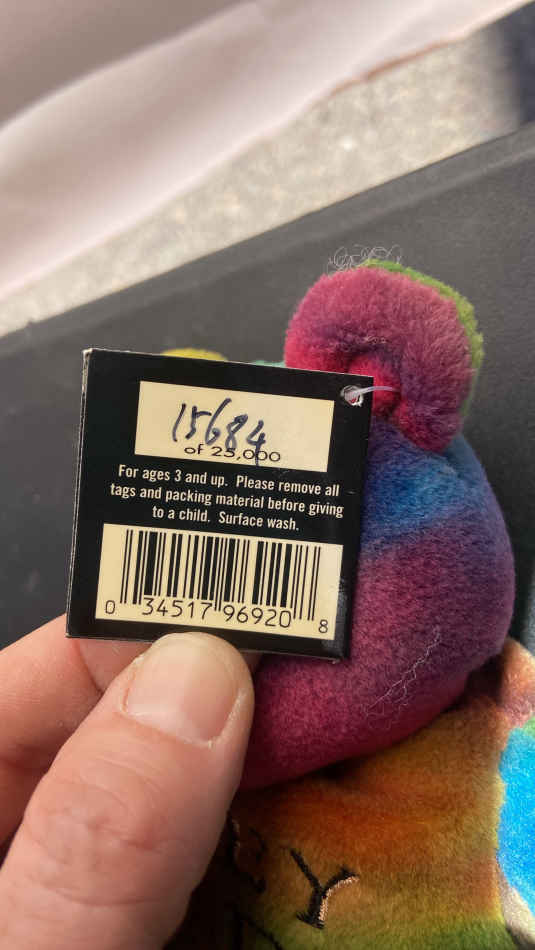 15684
of 25,000
For ages 3 and up. Please remove all
tags and packing material before giving
to a child. Surface wash.
0 34517 96920 8
EY